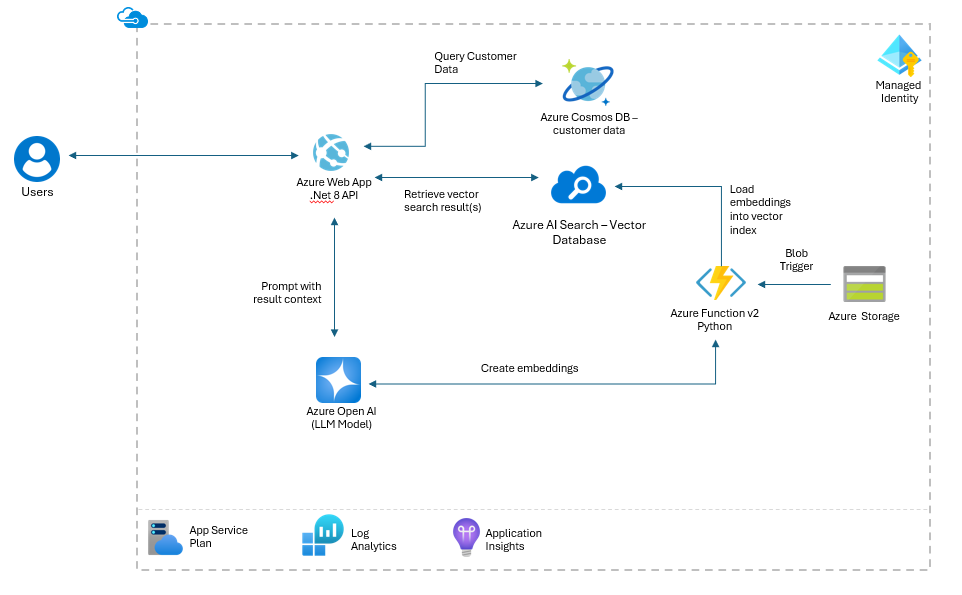 Query Customer
Data
Managed
Identity
Azure Cosmos DB –
customer data
Users
Azure Web App
.Net 8 API
Retrieve vector
search result(s)
Azure AI Search – Vector
Database
Load
embeddings
into vector
index
Blob
Trigger
Prompt with
result context
Azure Function v2
Python
Azure Storage
Create embeddings
Azure Open AI
(LLM Model)
App Service
Plan
Log
Analytics
Application
Insights